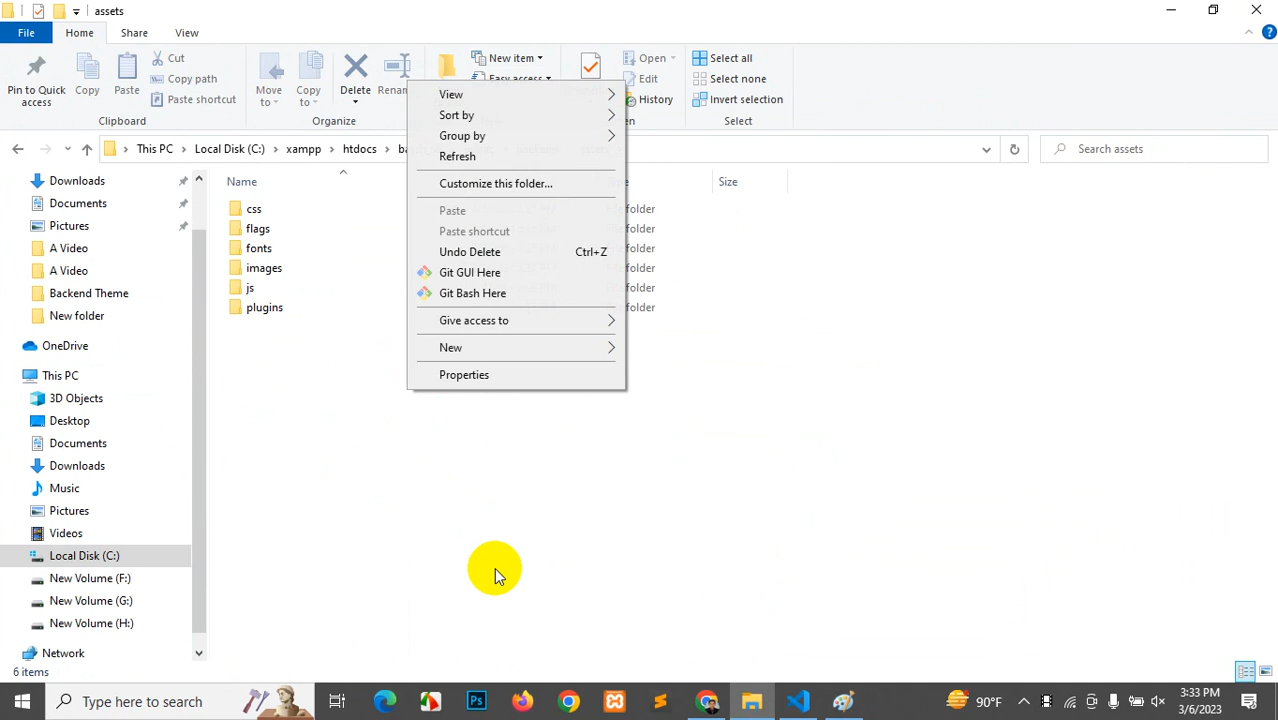 assets
File Home Share View
Pin to Quick access
Copy
Paste
Cut
Copy path
Paste shortcut
Clipboard
Move to
Copy to
Delete
Organize
New item
Open
Edit
History
Select all
Select none
Invert selection
Select
This PC > Local Disk (C:) > xampp > htdocs
Search assets
Name Size
Downloads
Documents
Pictures
A Video
A Video
Backend Theme
New folder
OneDrive
This PC
3D Objects
Desktop
Documents
Downloads
Music
Pictures
Videos
Local Disk (C:)
New Volume (F:)
New Volume (G:)
New Volume (H:)
Network
css
flags
fonts
images
js
plugins
folder
folder
folder
folder
folder
folder
View
Sort by
Group by
Refresh
Customize this folder...
Paste
Paste shortcut
Undo Delete Ctrl+Z
Git GUI Here
Git Bash Here
Give access to
New
Properties
6 items
Type here to search
Ps
90°F
3:33 PM
3/6/2023